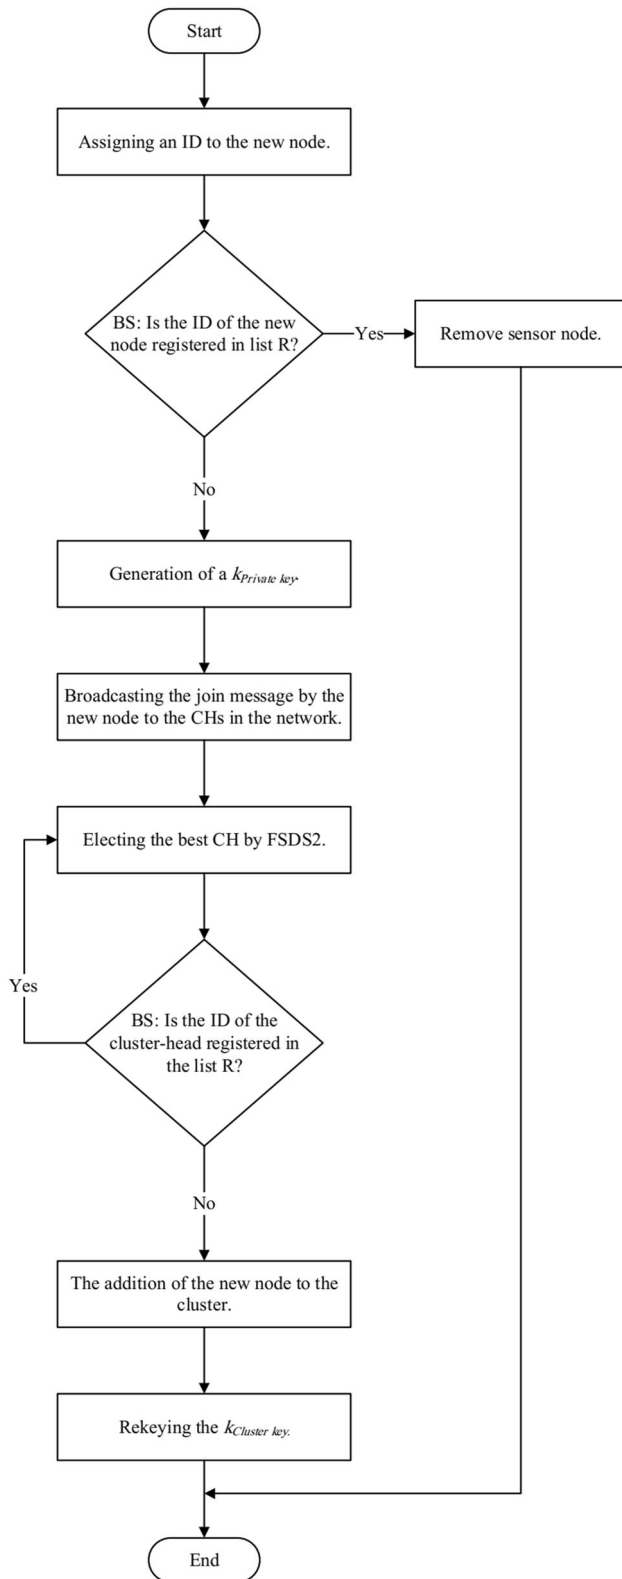 Start
Assigning an ID to the new node.
BS: Is the ID of the new
node registered in list R?
Yes
Remove sensor node.
No
Generation of a kPrivate key.
Broadcasting the join message by the
new node to the CHs in the network.
Electing the best CH by FSDS2.
Yes
BS: Is the ID of the
cluster-head registered in
the list R?
No
The addition of the new node to the
cluster.
Rekeying the kCluster key.
End